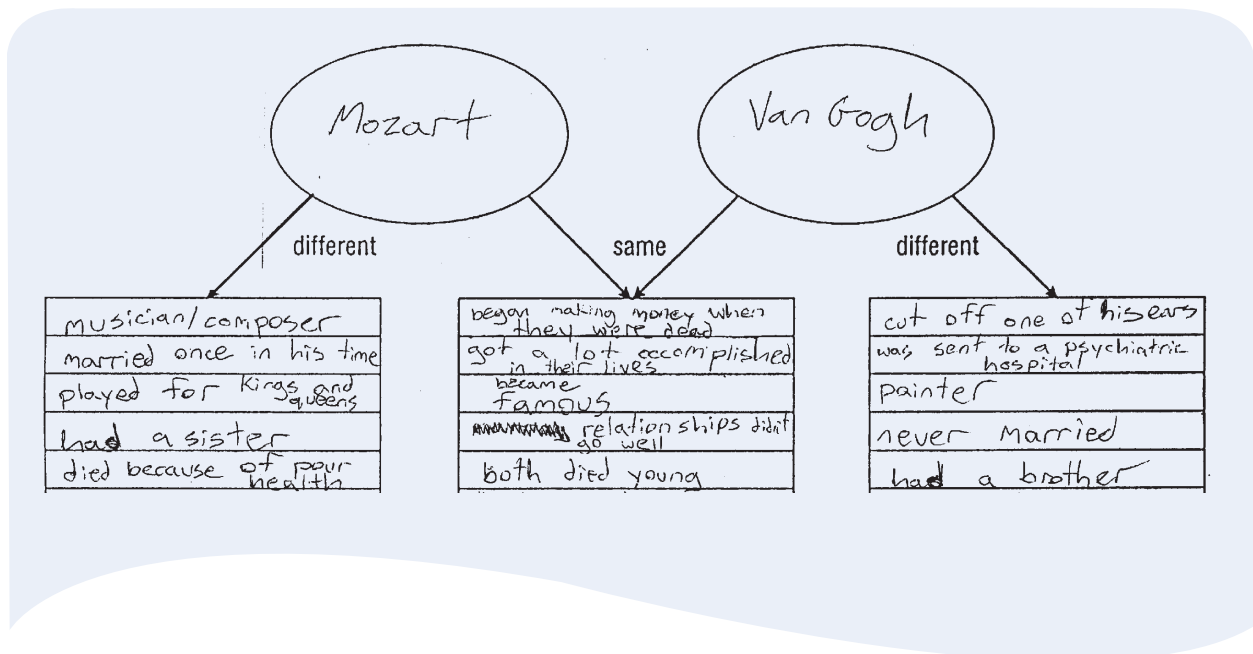 Mozart
Van Gogh
different
same
different
musician/composer
married once in his time
played for Kings and
queens
had a sister
died because of pour
health
began making money when
they were dead
got a lot accomplished
in their lives
became
famous
relationships didn't
go well
both died young
cut off one of his ears
was sent to a psychiatric
hospital
painter
never married
had a brother